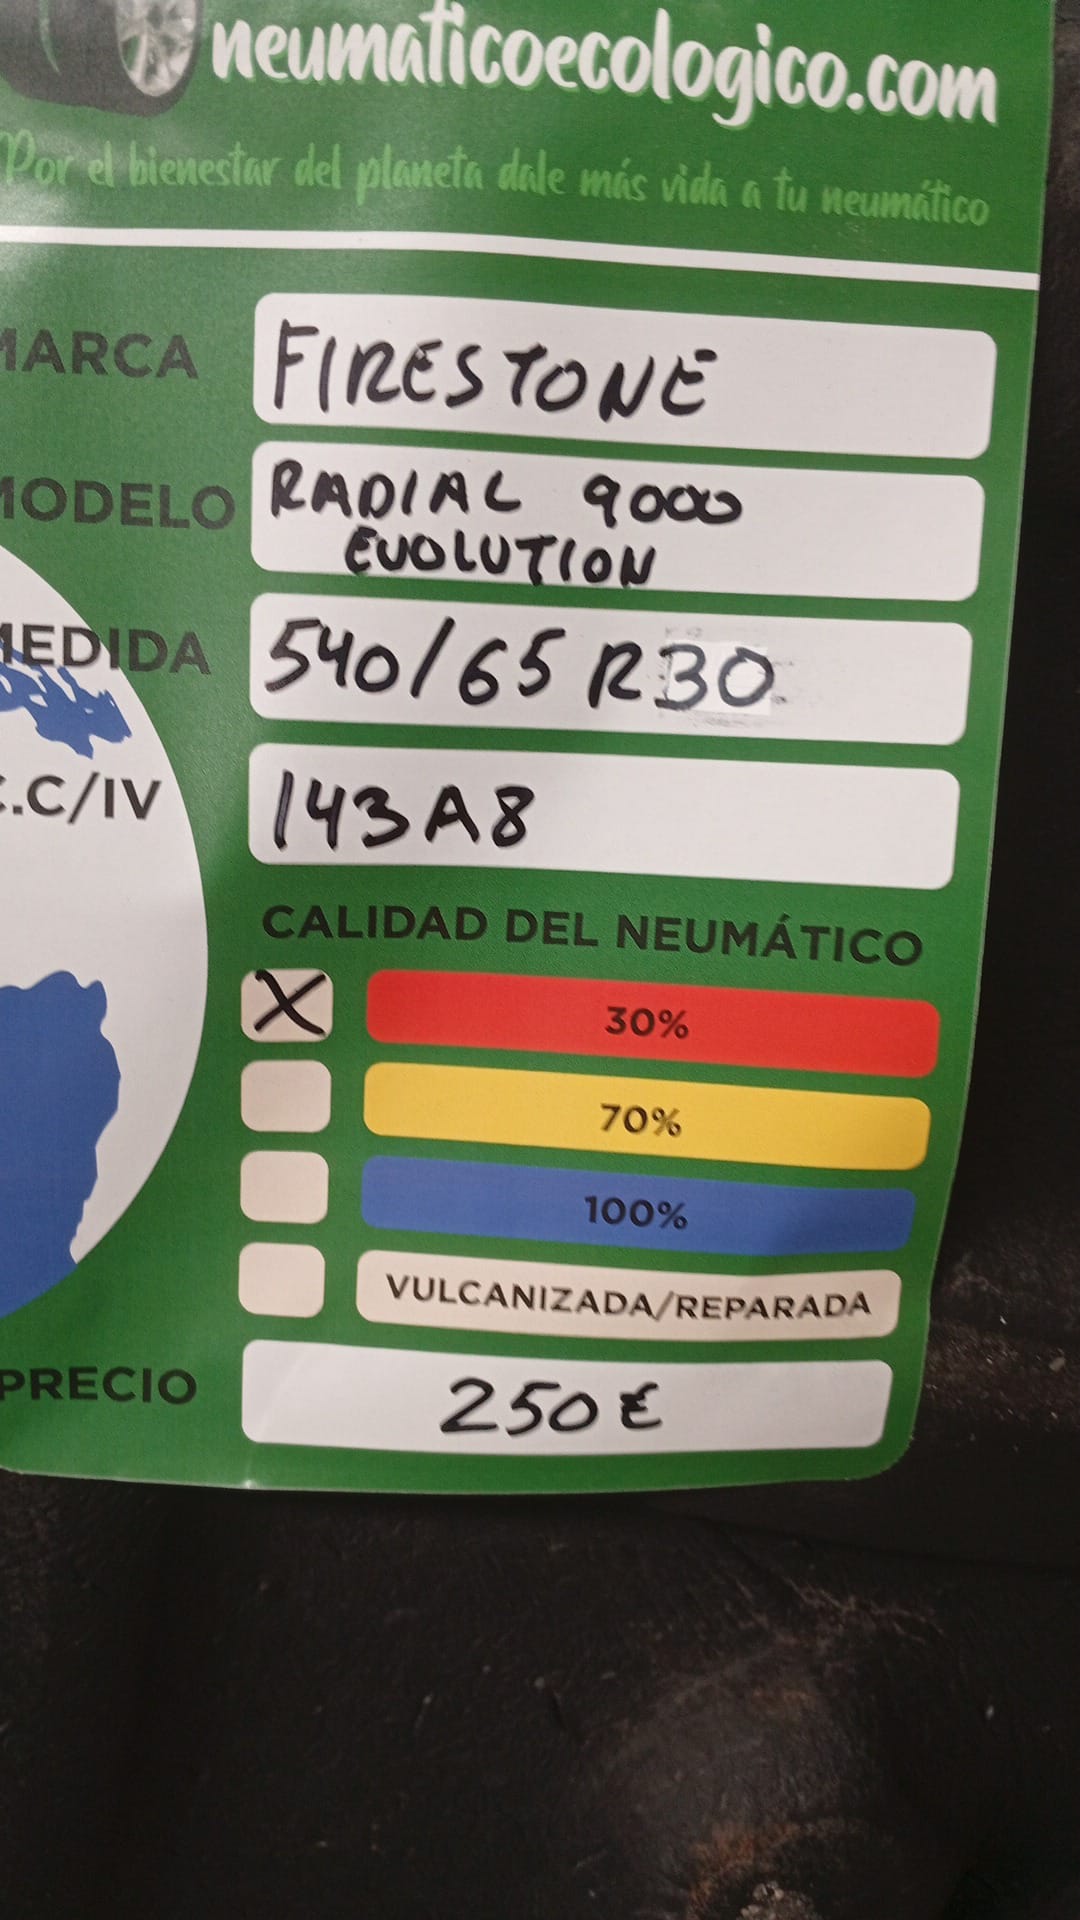 neumaticoecologico.com
Por el bienestar del planeta dale más vida a tu neumático
MARCA FIRESTONE
MODELO RADIAL 9000
EVOLUTION
MEDIDA 540/65 R30
C.C/IV 143A8
CALIDAD DEL NEUMÁTICO
X 30%
70%
100%
VULCANIZADA/REPARADA
PRECIO 250€